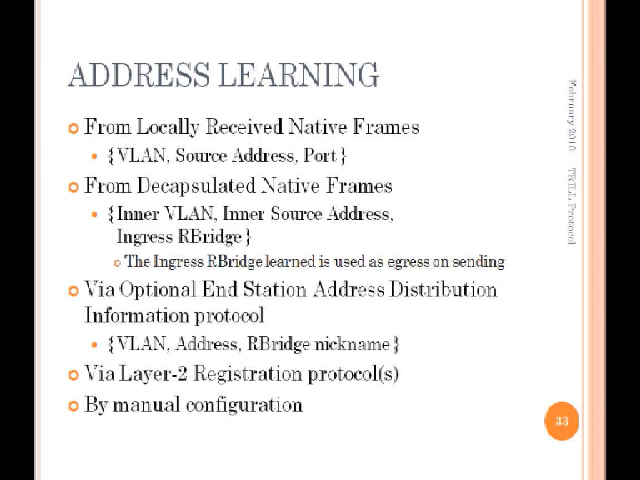 ADDRESS LEARNING
From Locally Received Native Frames
{VLAN, Source Address, Port}
From Decapsulated Native Frames
{Inner VLAN, Inner Source Address,
Ingress RBridge}
The Ingress RBridge learned is used as egress on sending
Via Optional End Station Address Distribution
Information protocol
{VLAN, Address, RBridge nickname}
Via Layer-2 Registration protocol(s)
By manual configuration
February TRILL Protocol
33